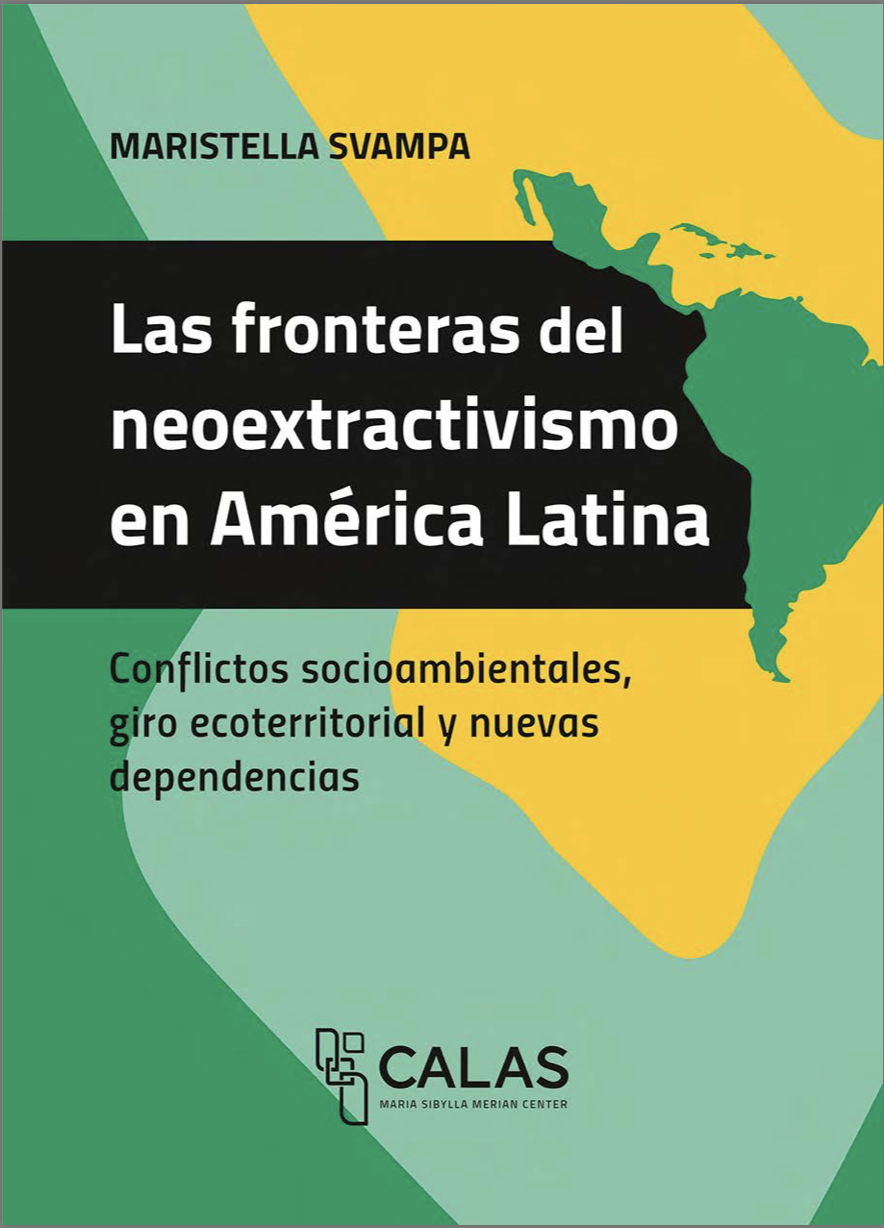 MARISTELLA SVAMPA
Las fronteras del
neoextractivismo
en América Latina
Conflictos socioambientales,
giro ecoterritorial y nuevas
dependencias
CALAS
MARIA SIBYLLA MERIAN CENTER